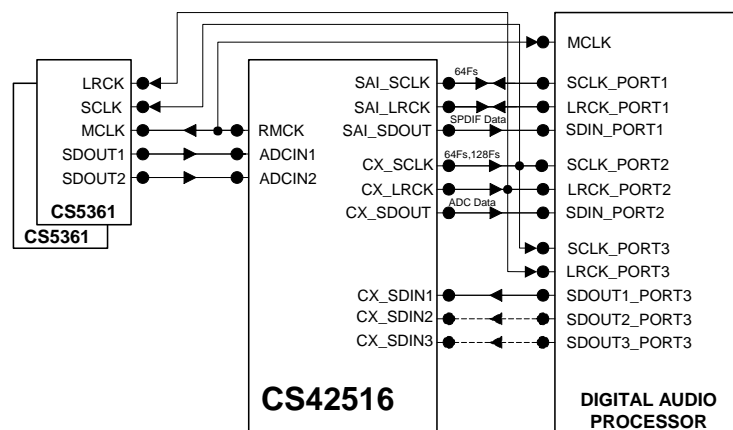 LRCK
SCLK
MCLK
SDOUT1
SDOUT2
CS5361
CS5361
RMCK
ADCIN1
ADCIN2
SAI_SCLK
SAI_LRCK
SAI_SDOUT
CX_SCLK
CX_LRCK
CX_SDOUT
CX_SDIN1
CX_SDIN2
CX_SDIN3
CS42516
64Fs
SPDIF Data
64Fs,128Fs
ADC Data
MCLK
SCLK_PORT1
LRCK_PORT1
SDIN_PORT1
SCLK_PORT2
LRCK_PORT2
SDIN_PORT2
SCLK_PORT3
LRCK_PORT3
SDOUT1_PORT3
SDOUT2_PORT3
SDOUT3_PORT3
DIGITAL AUDIO
PROCESSOR